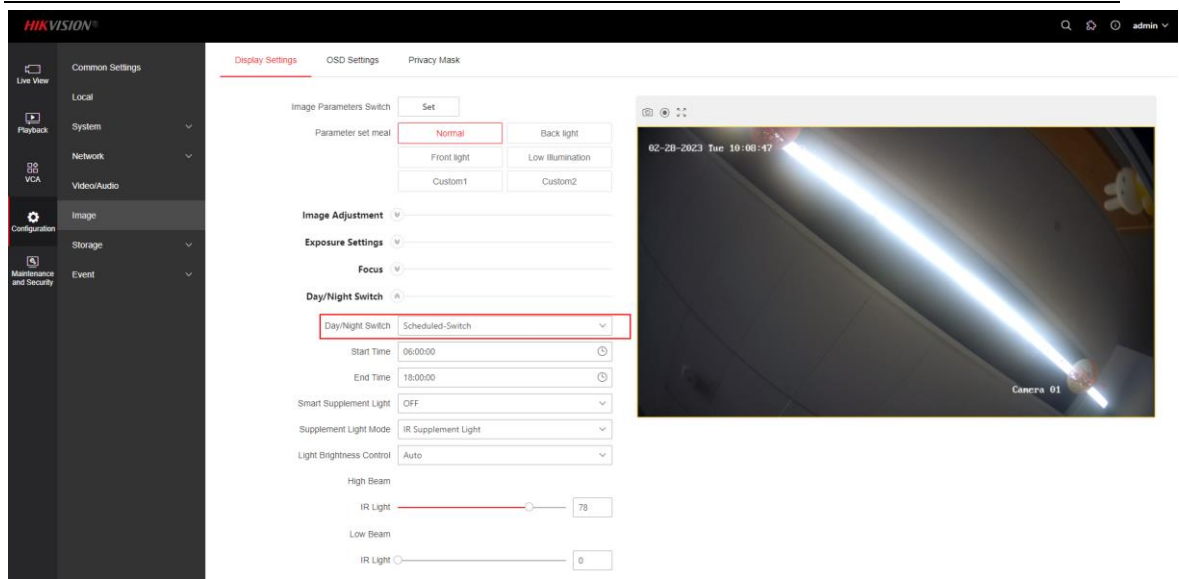 HIKVISION®
admin
Live View
Playback
VCA
Configuration
Maintenance
and Security
Common Settings
Local
System
Network
Video/Audio
Image
Storage
Event
Display Settings OSD Settings Privacy Mask
Image Parameters Switch Set
Parameter set meal Normal Back light
Front light Low Illumination
Custom1 Custom2
Image Adjustment
Exposure Settings
Focus
Day/Night Switch
Day/Night Switch Scheduled-Switch
Start Time 06:00:00
End Time 18:00:00
Smart Supplement Light OFF
Supplement Light Mode IR Supplement Light
Light Brightness Control Auto
High Beam
IR Light 78
Low Beam
IR Light 0
02-28-2023 Tue 10:08:47
Camera 01